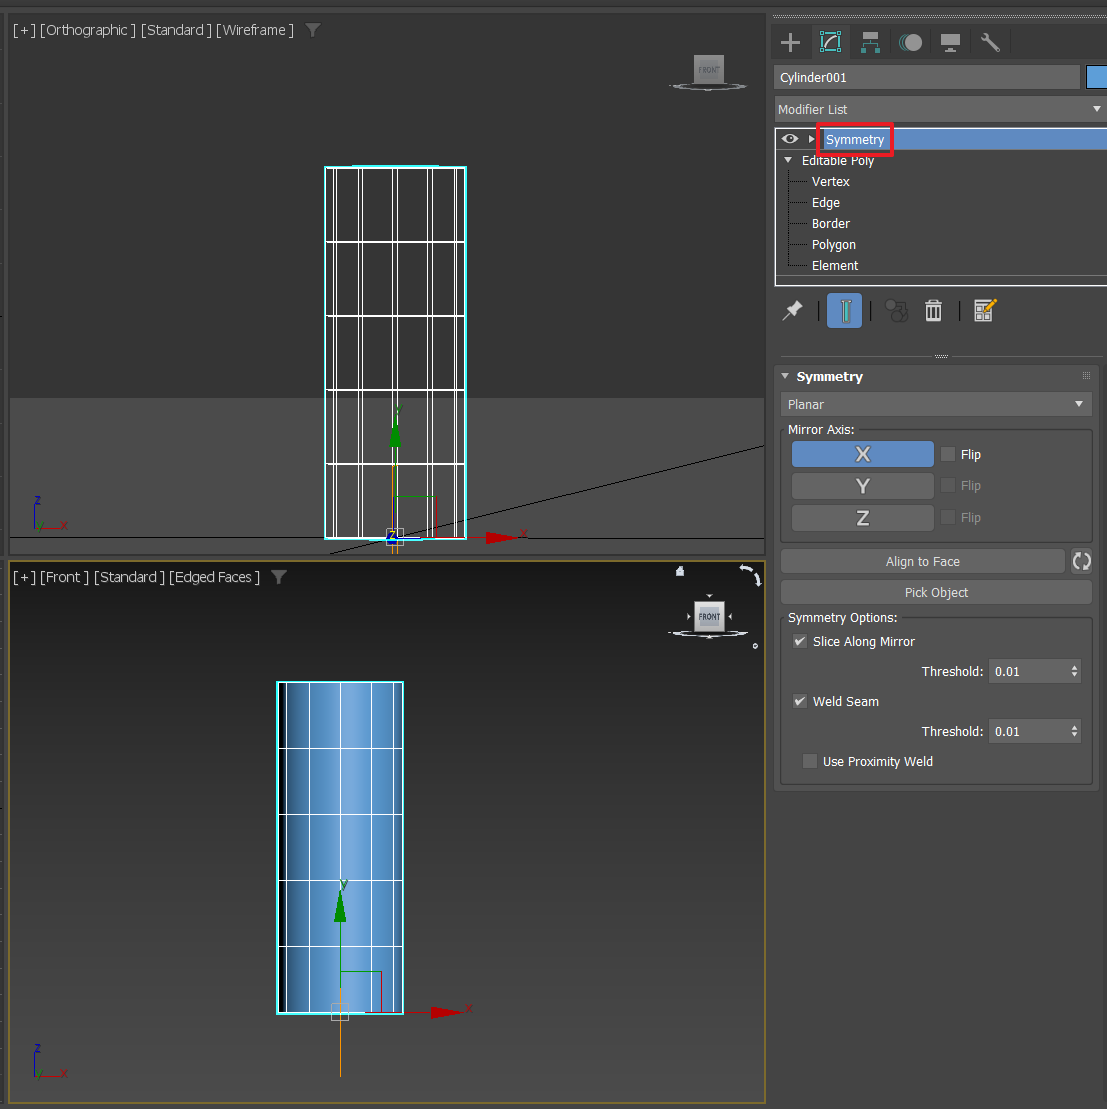 [+] [Orthographic ] [Standard ] [Wireframe ]
FRONT
y
z
x
Z
x
[+] [Front ] [Standard ] [Edged Faces ]
FRONT
y
x
z
x
Cylinder001
Modifier List
Symmetry
Editable Poly
Vertex
Edge
Border
Polygon
Element
Symmetry
Planar
Mirror Axis:
X Flip
Y Flip
Z Flip
Align to Face
Pick Object
Symmetry Options:
Slice Along Mirror
Threshold: 0.01
Weld Seam
Threshold: 0.01
Use Proximity Weld